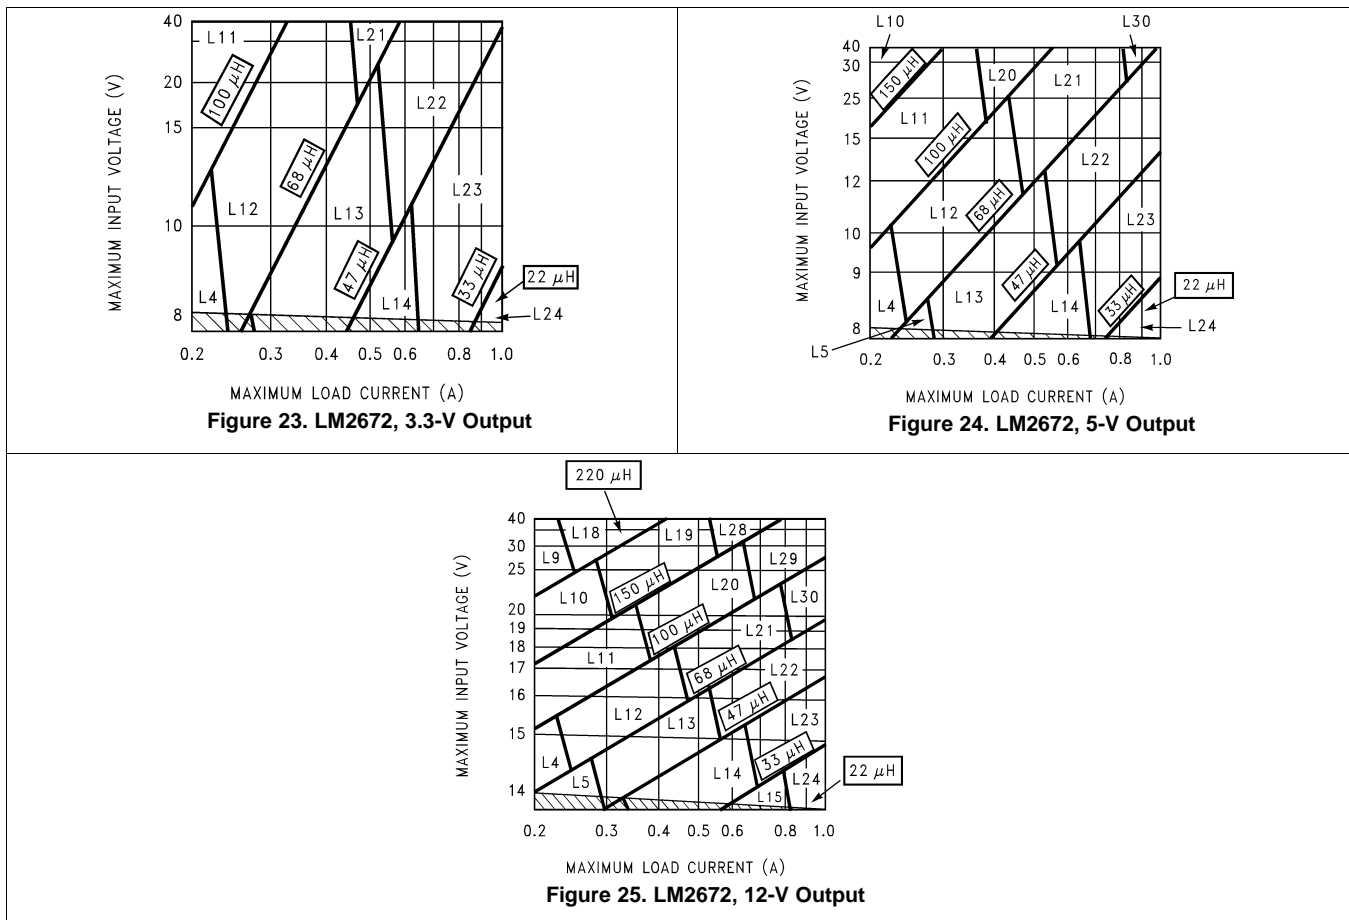 40
20
15
10
8
MAXIMUM INPUT VOLTAGE (V)
L11
L21
100 μH
L22
68 μH
L23
L12
L13
47 μH
33 μH
22 μH
L4
L14
L24
0.2
0.3
0.4
0.5
0.6
0.8
1.0
MAXIMUM LOAD CURRENT (A)
Figure 23. LM2672, 3.3-V Output
L10
L30
40
30
25
15
12
10
9
8
MAXIMUM INPUT VOLTAGE (V)
150 μH
L20
L21
L11
100 μH
L22
L12
68 μH
L23
47 μH
L13
33 μH
22 μH
L4
L14
L24
L5
0.2
0.3
0.4
0.5
0.6
0.8
1.0
MAXIMUM LOAD CURRENT (A)
Figure 24. LM2672, 5-V Output
220 μH
40
30
25
20
19
18
17
16
15
14
MAXIMUM INPUT VOLTAGE (V)
L18
L19
L28
L9
L29
L10
150 μH
L20
L30
100 μH
L21
L11
68 μH
L22
L12
L13
47 μH
L23
L4
L5
L14
33 μH
L24
22 μH
L15
0.2
0.3
0.4
0.5
0.6
0.8
1.0
MAXIMUM LOAD CURRENT (A)
Figure 25. LM2672, 12-V Output